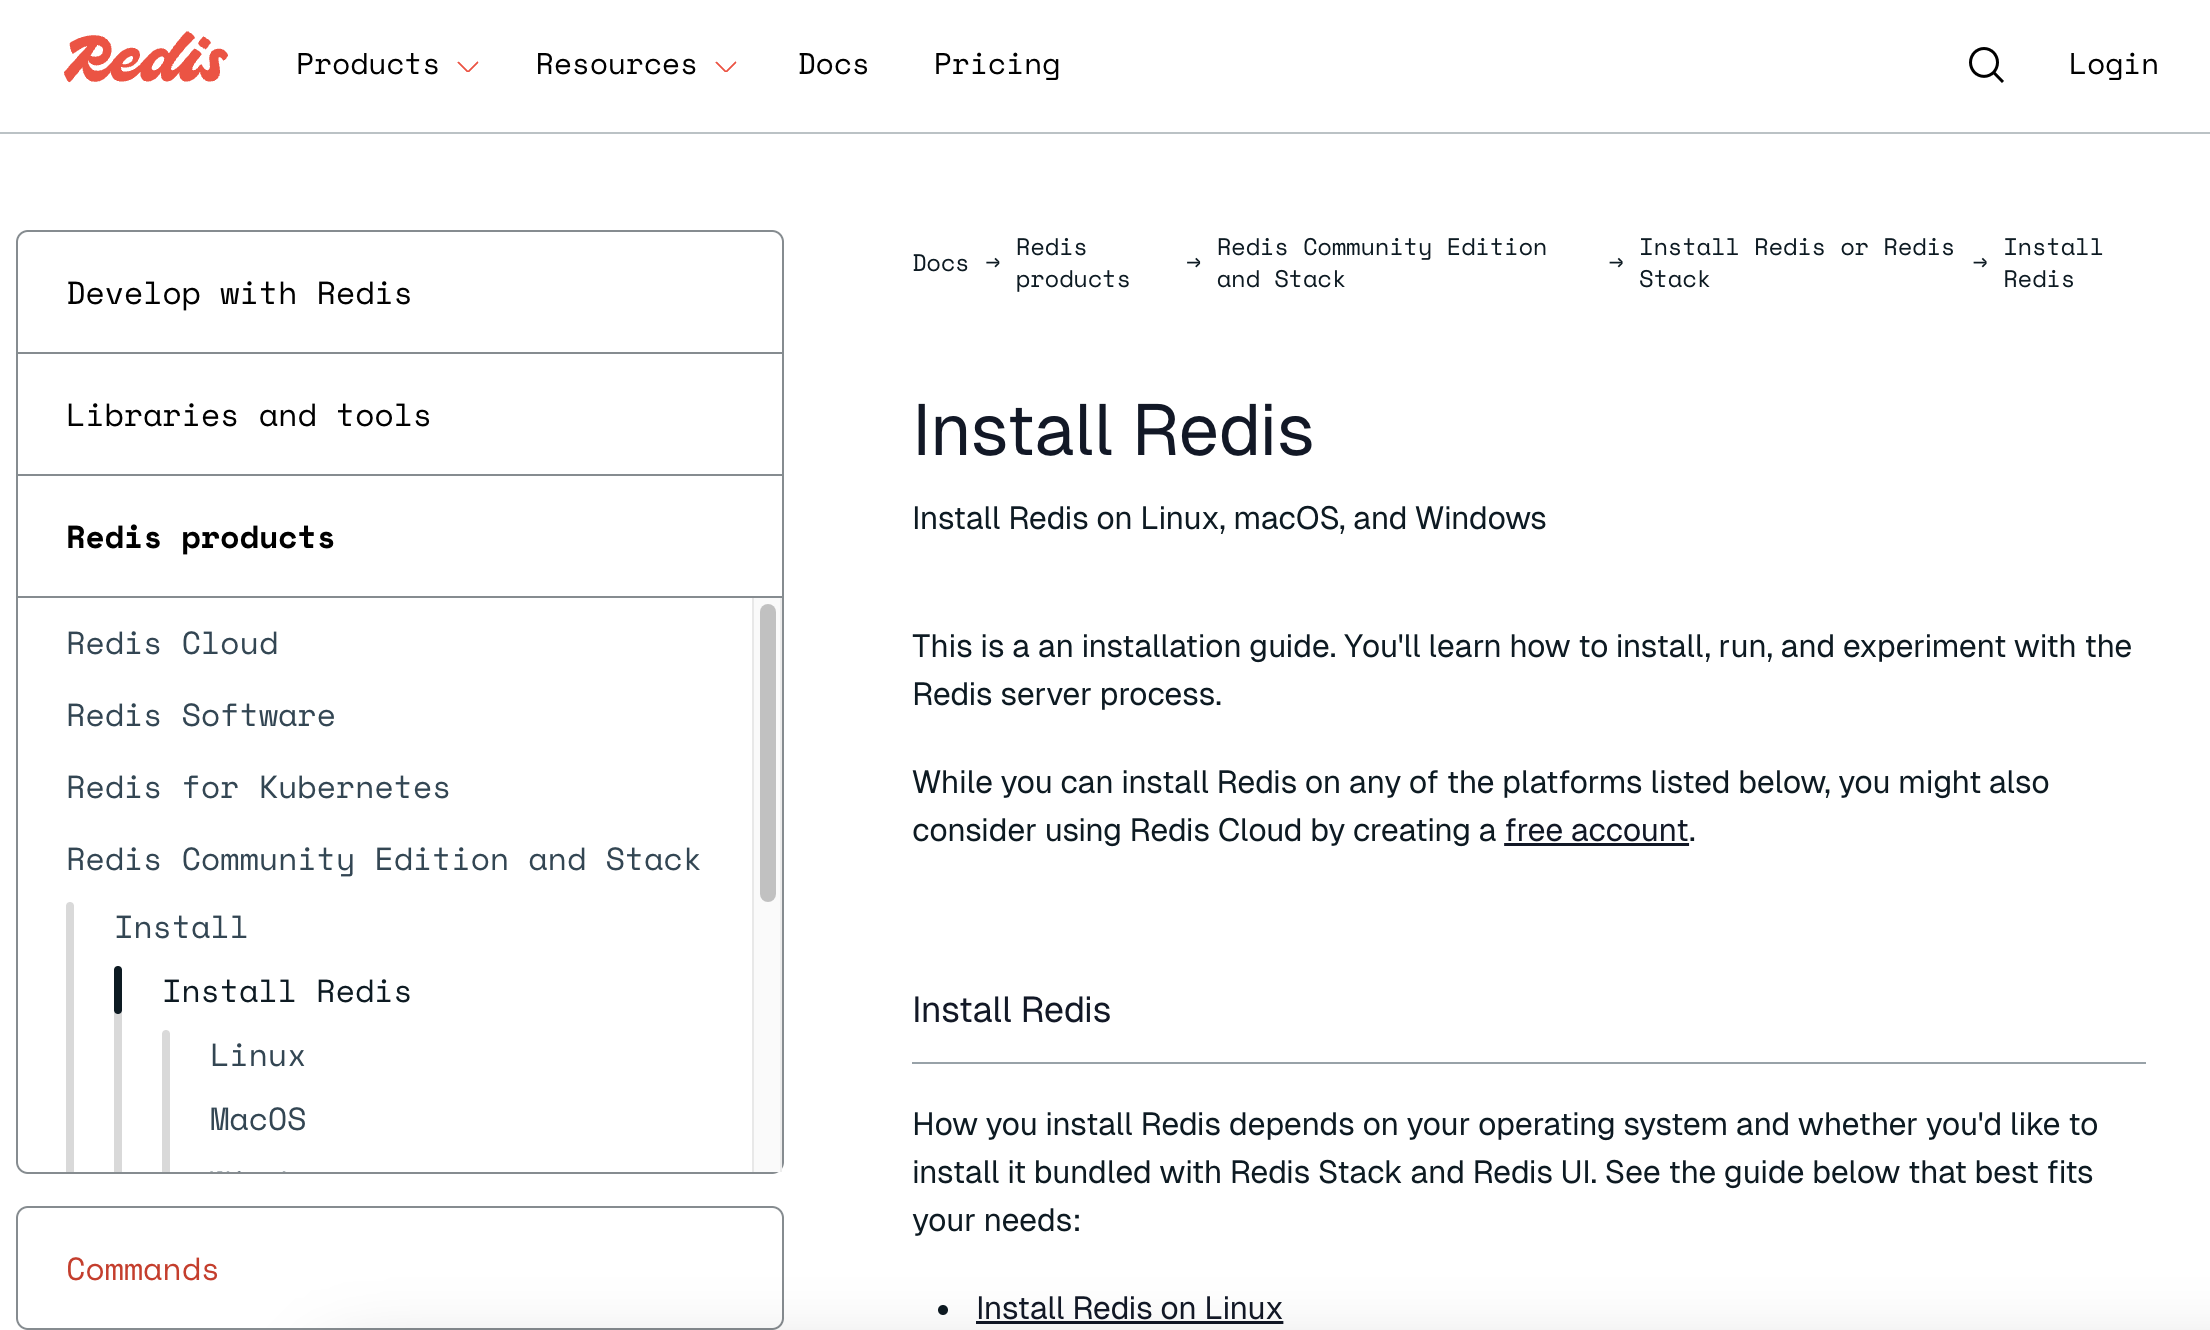 Redis
Products
Resources
Docs
Pricing
Login
Develop with Redis
Libraries and tools
Redis products
Redis Cloud
Redis Software
Redis for Kubernetes
Redis Community Edition and Stack
Install
Install Redis
Linux
MacOS
Commands
Docs → Redis products → Redis Community Edition and Stack → Install Redis or Redis Stack → Install Redis
Install Redis
Install Redis on Linux, macOS, and Windows
This is a an installation guide. You'll learn how to install, run, and experiment with the
Redis server process.
While you can install Redis on any of the platforms listed below, you might also
consider using Redis Cloud by creating a free account.
Install Redis
How you install Redis depends on your operating system and whether you'd like to
install it bundled with Redis Stack and Redis UI. See the guide below that best fits
your needs:
• Install Redis on Linux